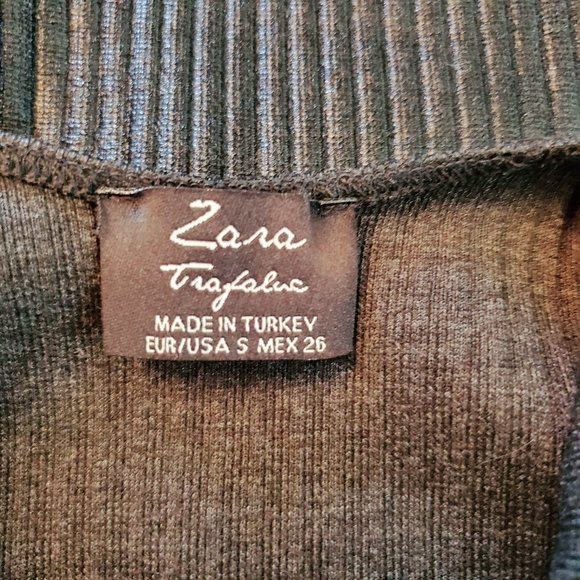 Zara
Trafaluc
MADE IN TURKEY
EUR/USA S MEX 26